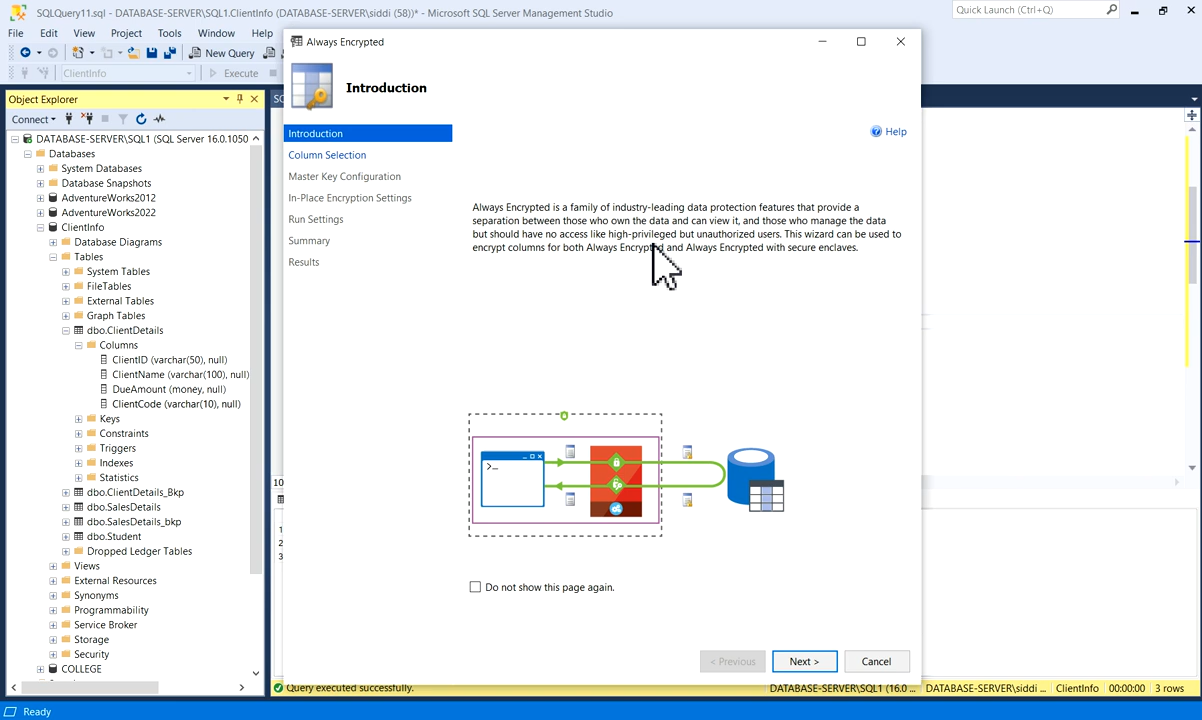 SQLQuery11.sql - DATABASE-SERVER\SQL1.ClientInfo (DATABASE-SERVER\siddi (58))* - Microsoft SQL Server Management Studio
Quick Launch (Ctrl+Q)
File Edit View Project Tools Window Help
New Query
ClientInfo
Execute
Object Explorer
Connect
DATABASE-SERVER\SQL1 (SQL Server 16.0.1050
Databases
System Databases
Database Snapshots
AdventureWorks2012
AdventureWorks2022
ClientInfo
Database Diagrams
Tables
System Tables
FileTables
External Tables
Graph Tables
dbo.ClientDetails
Columns
ClientID (varchar(50), null)
ClientName (varchar(100), null)
DueAmount (money, null)
ClientCode (varchar(10), null)
Keys
Constraints
Triggers
Indexes
Statistics
dbo.ClientDetails_Bkp
dbo.SalesDetails
dbo.SalesDetails_bkp
dbo.Student
Dropped Ledger Tables
Views
External Resources
Synonyms
Programmability
Service Broker
Storage
Security
COLLEGE
Always Encrypted
Introduction
Introduction
Column Selection
Master Key Configuration
In-Place Encryption Settings
Run Settings
Summary
Results
Help
Always Encrypted is a family of industry-leading data protection features that provide a
separation between those who own the data and can view it, and those who manage the data
but should have no access like high-privileged but unauthorized users. This wizard can be used to
encrypt columns for both Always Encrypted and Always Encrypted with secure enclaves.
Do not show this page again.
< Previous Next > Cancel
SQ
10
1
2
3
Query executed successfully.
DATABASE-SERVER\SQL1 (16.0 ... DATABASE-SERVER\siddi ... ClientInfo 00:00:00 3 rows
Ready